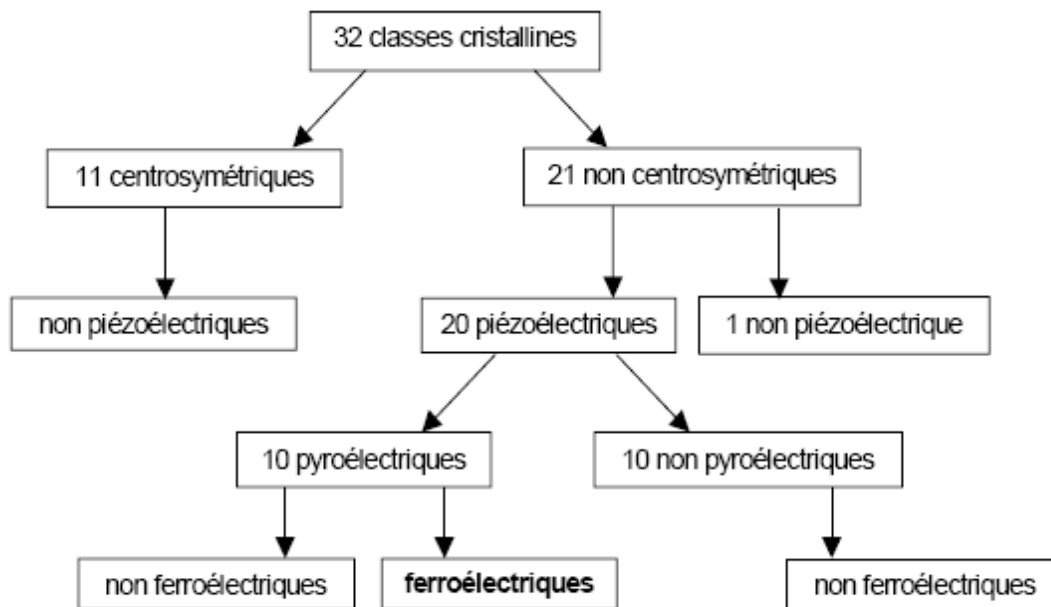 32 classes cristallines
11 centrosymétriques
21 non centrosymétriques
non piézoélectriques
20 piézoélectriques
1 non piézoélectrique
10 pyroélectriques
10 non pyroélectriques
non ferroélectriques
ferroélectriques
non ferroélectriques